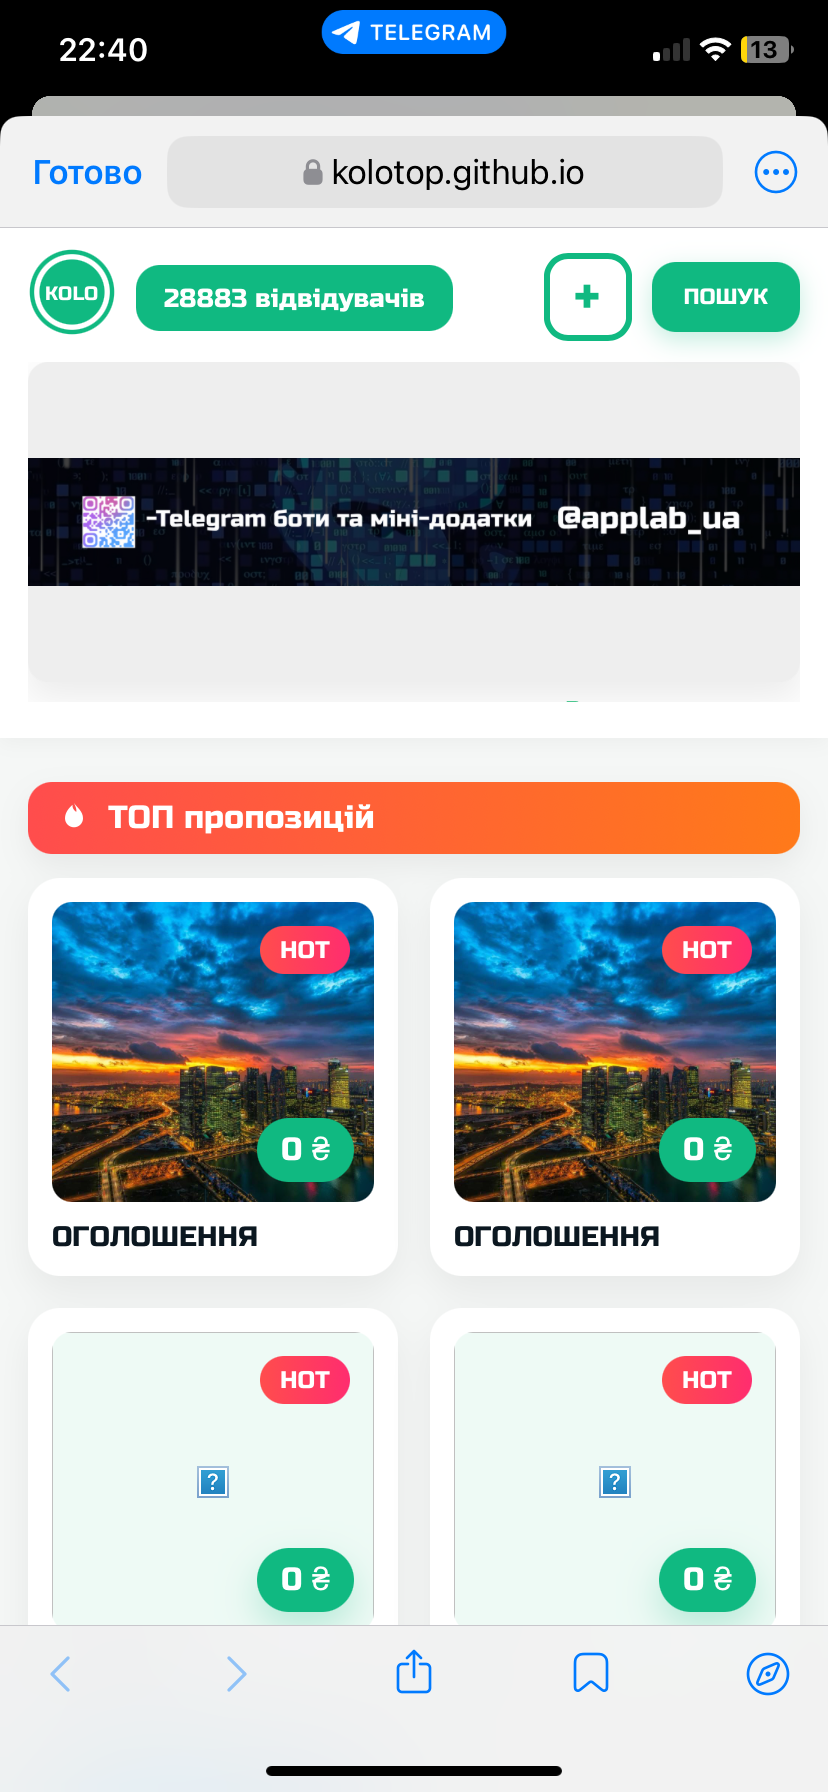 22:40
TELEGRAM
13
Готово
kolotop.github.io
KOLO
28883 відвідувачів
+
ПОШУК
-Telegram боти та міні-додатки
@applab_ua
ТОП пропозицій
HOT
0 ₴
ОГОЛОШЕННЯ
HOT
0 ₴
ОГОЛОШЕННЯ
HOT
?
0 ₴
HOT
?
0 ₴